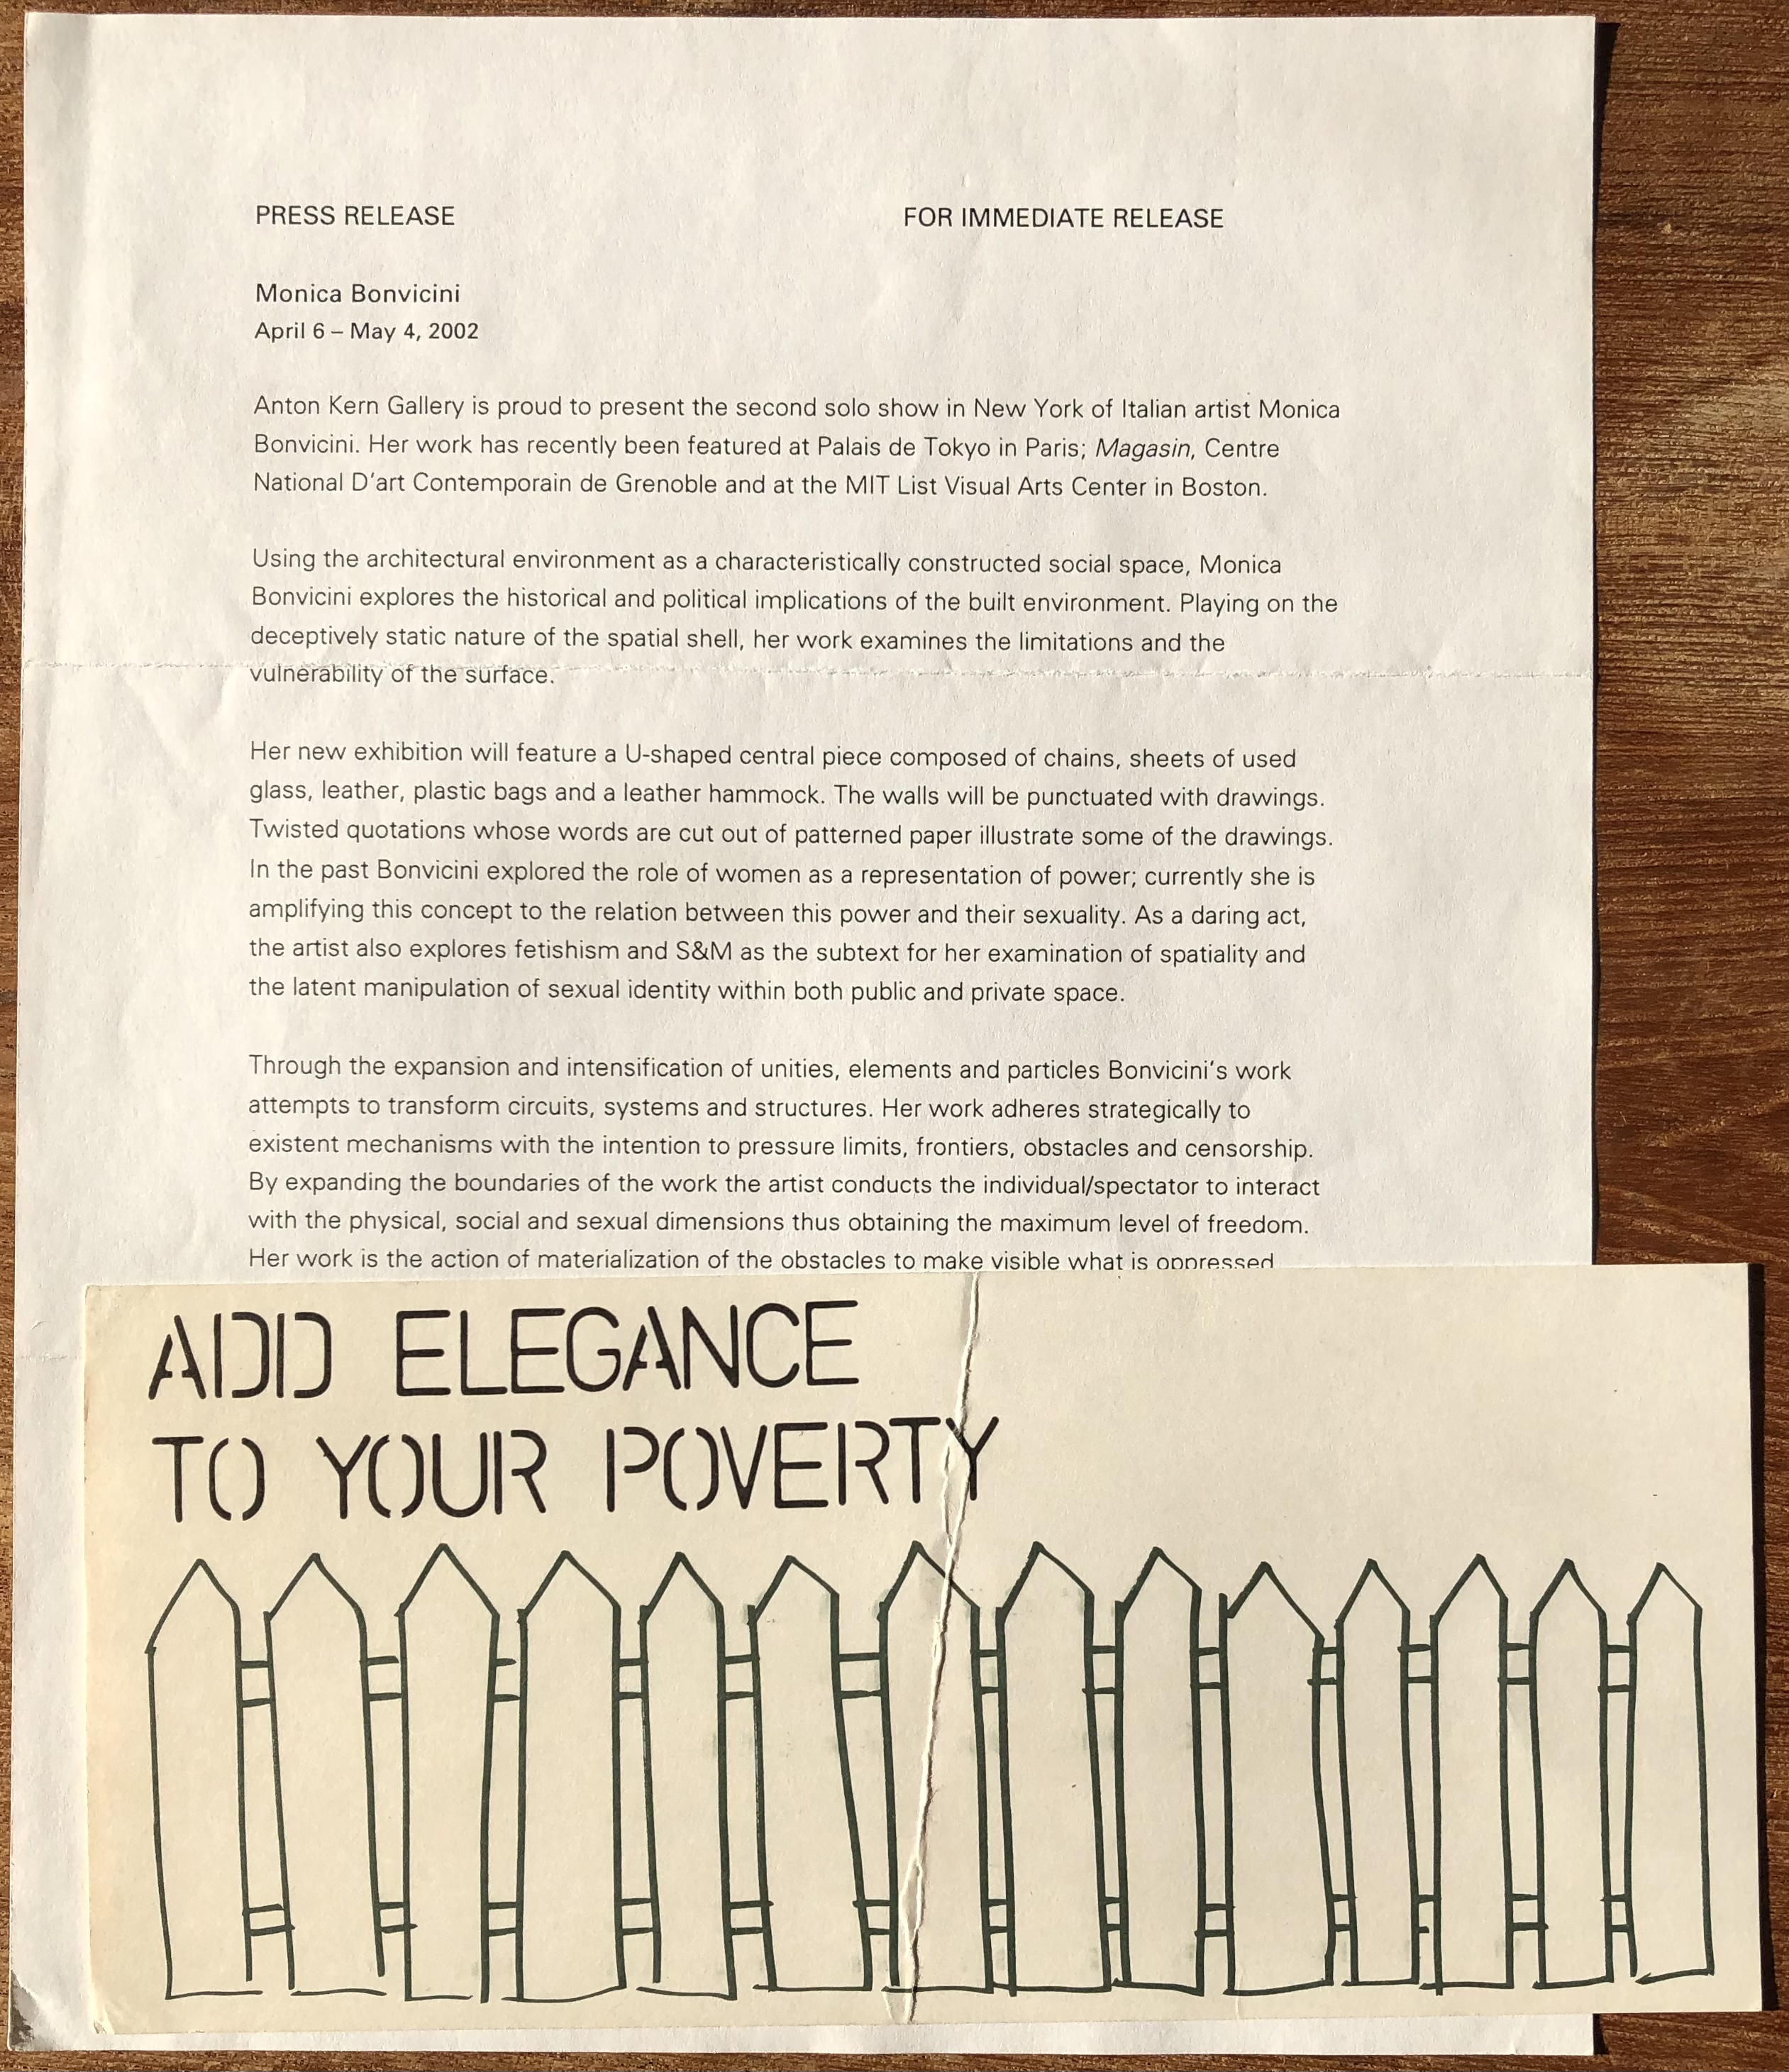 PRESS RELEASE FOR IMMEDIATE RELEASE
Monica Bonvicini
April 6 – May 4, 2002
Anton Kern Gallery is proud to present the second solo show in New York of Italian artist Monica
Bonvicini. Her work has recently been featured at Palais de Tokyo in Paris; Magasin, Centre
National D'art Contemporain de Grenoble and at the MIT List Visual Arts Center in Boston.
Using the architectural environment as a characteristically constructed social space, Monica
Bonvicini explores the historical and political implications of the built environment. Playing on the
deceptively static nature of the spatial shell, her work examines the limitations and the
vulnerability of the surface.
Her new exhibition will feature a U-shaped central piece composed of chains, sheets of used
glass, leather, plastic bags and a leather hammock. The walls will be punctuated with drawings.
Twisted quotations whose words are cut out of patterned paper illustrate some of the drawings.
In the past Bonvicini explored the role of women as a representation of power; currently she is
amplifying this concept to the relation between this power and their sexuality. As a daring act,
the artist also explores fetishism and S&M as the subtext for her examination of spatiality and
the latent manipulation of sexual identity within both public and private space.
Through the expansion and intensification of unities, elements and particles Bonvicini's work
attempts to transform circuits, systems and structures. Her work adheres strategically to
existent mechanisms with the intention to pressure limits, frontiers, obstacles and censorship.
By expanding the boundaries of the work the artist conducts the individual/spectator to interact
with the physical, social and sexual dimensions thus obtaining the maximum level of freedom.
Her work is the action of materialization of the obstacles to make visible what is oppressed
ADD ELEGANCE
TO YOUR POVERTY